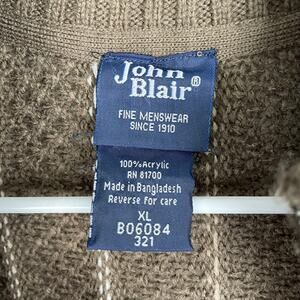 John
Blair®
FINE MENSWEAR
SINCE 1910
100% Acrylic
RN 81700
Made in Bangladesh
Reverse For care
XL
B06084
321